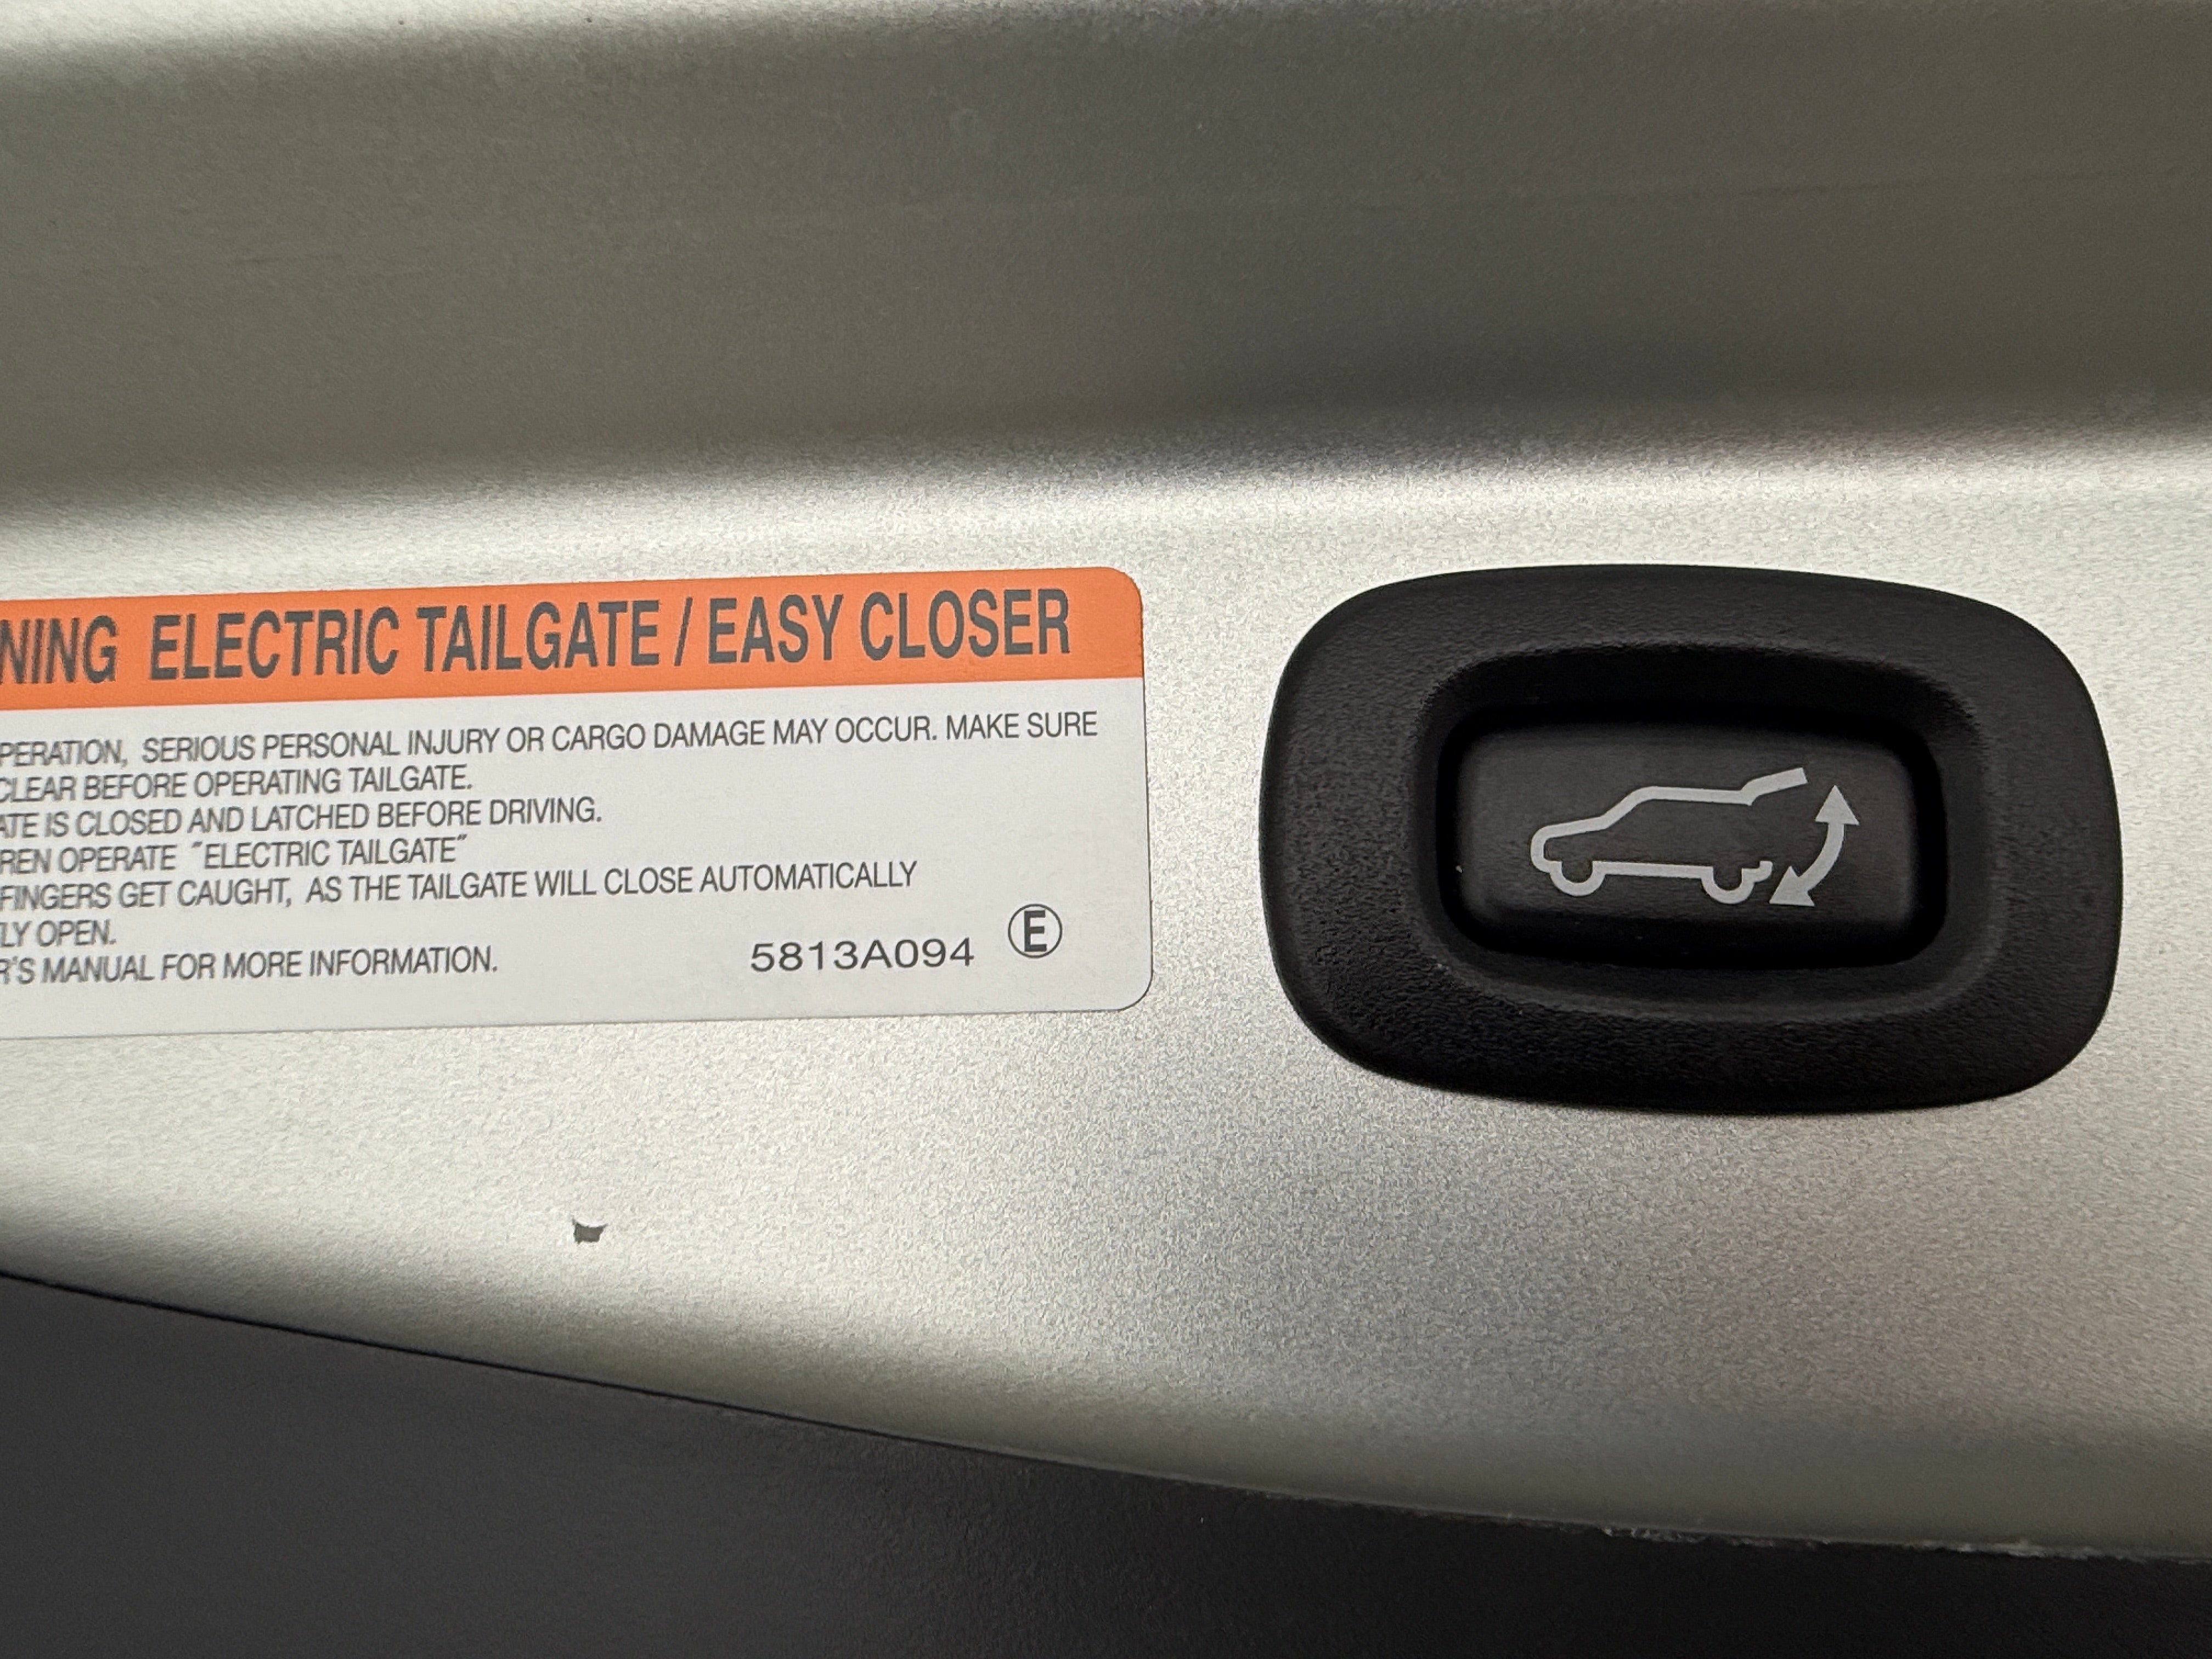 NING ELECTRIC TAILGATE / EASY CLOSER
PERATION, SERIOUS PERSONAL INJURY OR CARGO DAMAGE MAY OCCUR. MAKE SURE
CLEAR BEFORE OPERATING TAILGATE.
ATE IS CLOSED AND LATCHED BEFORE DRIVING.
REN OPERATE "ELECTRIC TAILGATE"
FINGERS GET CAUGHT, AS THE TAILGATE WILL CLOSE AUTOMATICALLY
LY OPEN.
R'S MANUAL FOR MORE INFORMATION.
5813A094 Ⓔ